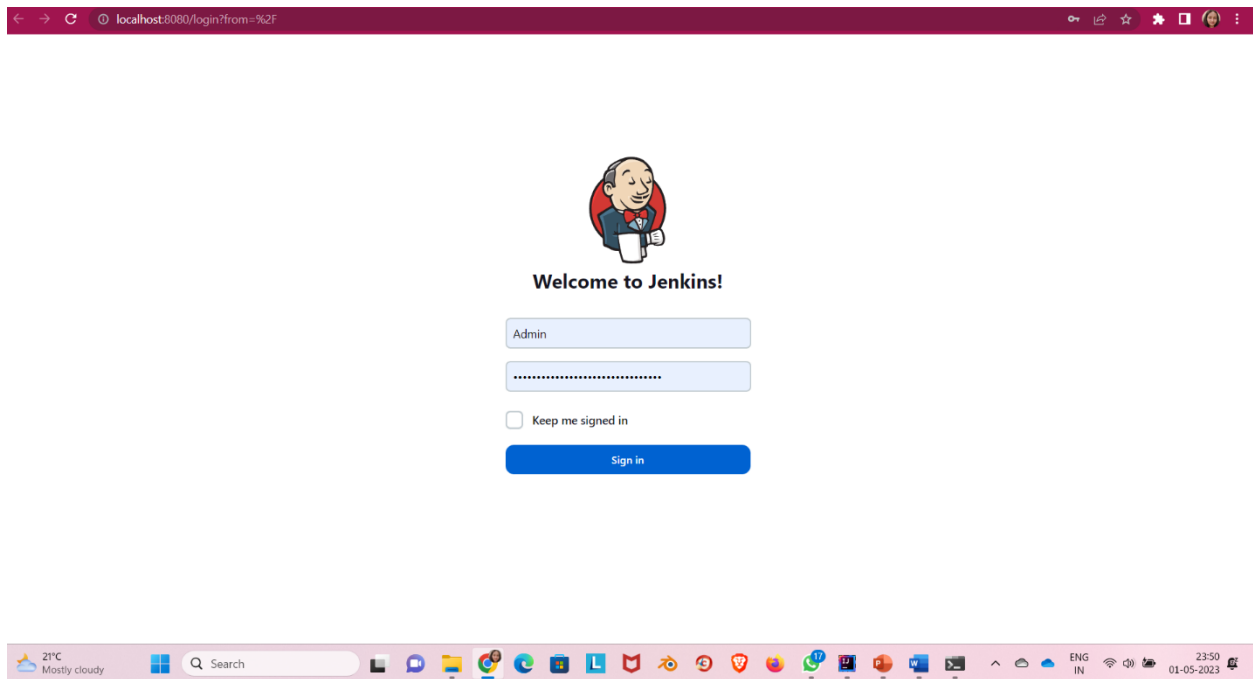 localhost:8080/login?from=%2F
Welcome to Jenkins!
Admin
••••••••••••••••••••••••••••••••
Keep me signed in
Sign in
21°C
Mostly cloudy
Search
L
17
ENG
IN
23:50
01-05-2023